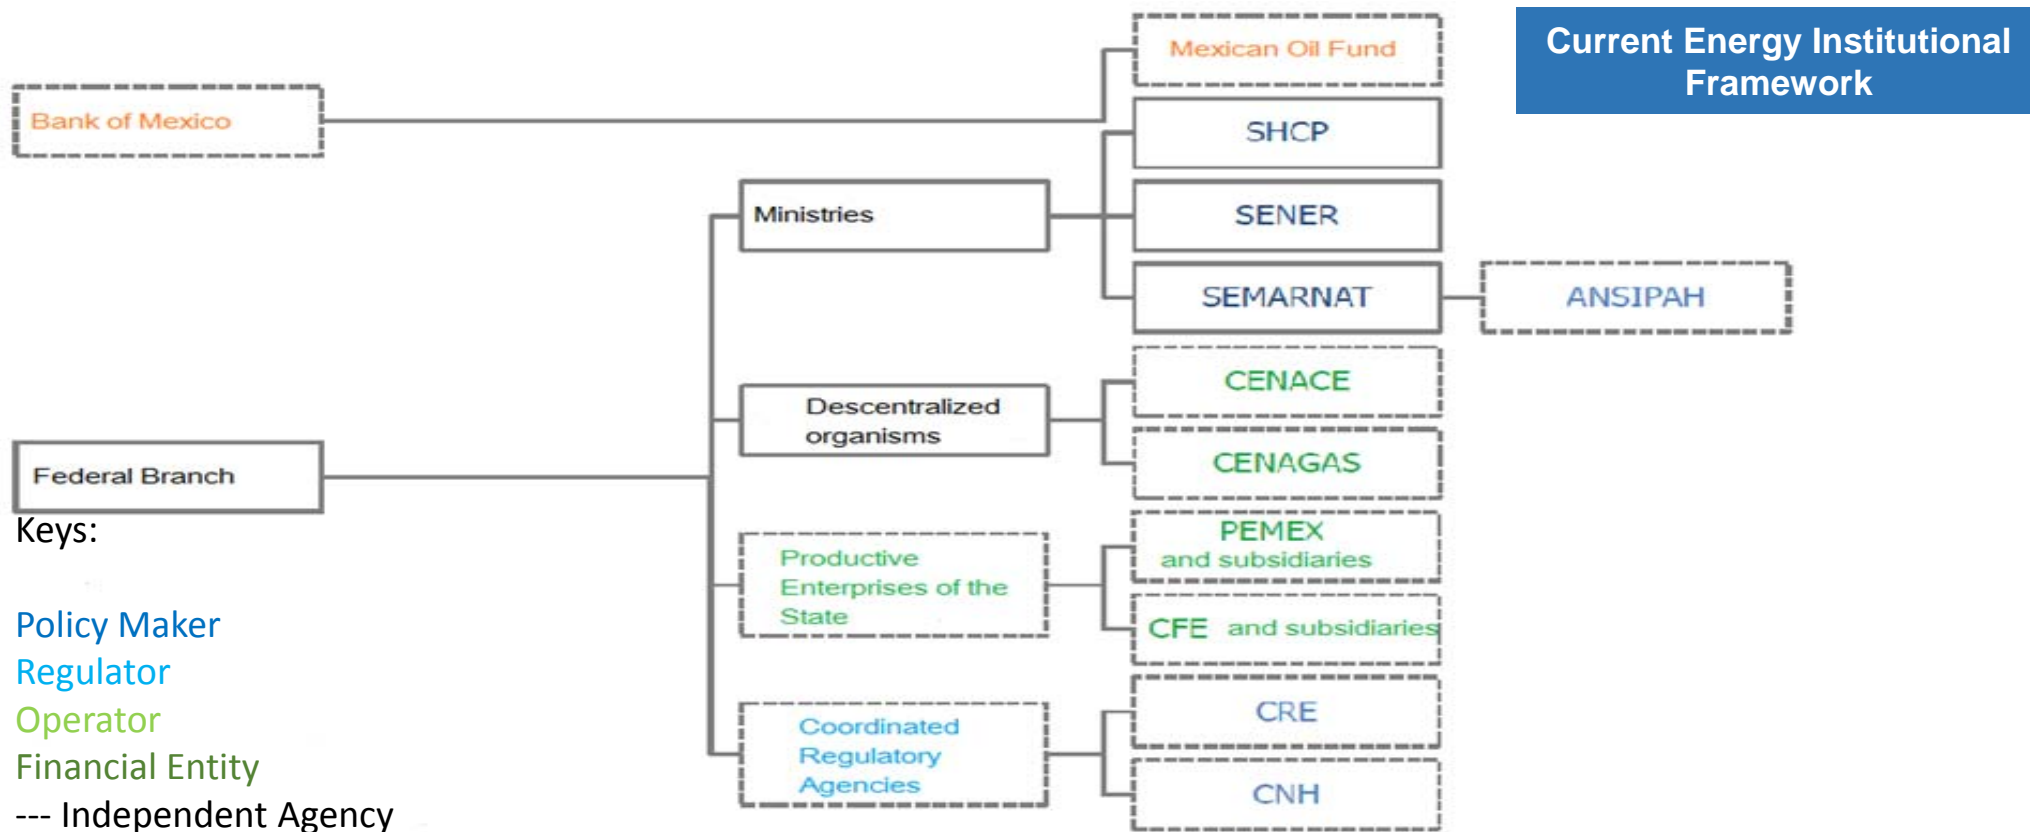 Current Energy Institutional
Framework
Mexican Oil Fund
Bank of Mexico
SHCP
Ministries
SENER
SEMARNAT
ANSIPAH
CENACE
Descentralized
organisms
CENAGAS
Federal Branch
PEMEX
and subsidiaries
Productive
Enterprises of the
State
CFE and subsidiaries
CRE
Coordinated
Regulatory
Agencies
CNH
Keys:
Policy Maker
Regulator
Operator
Financial Entity
--- Independent Agency